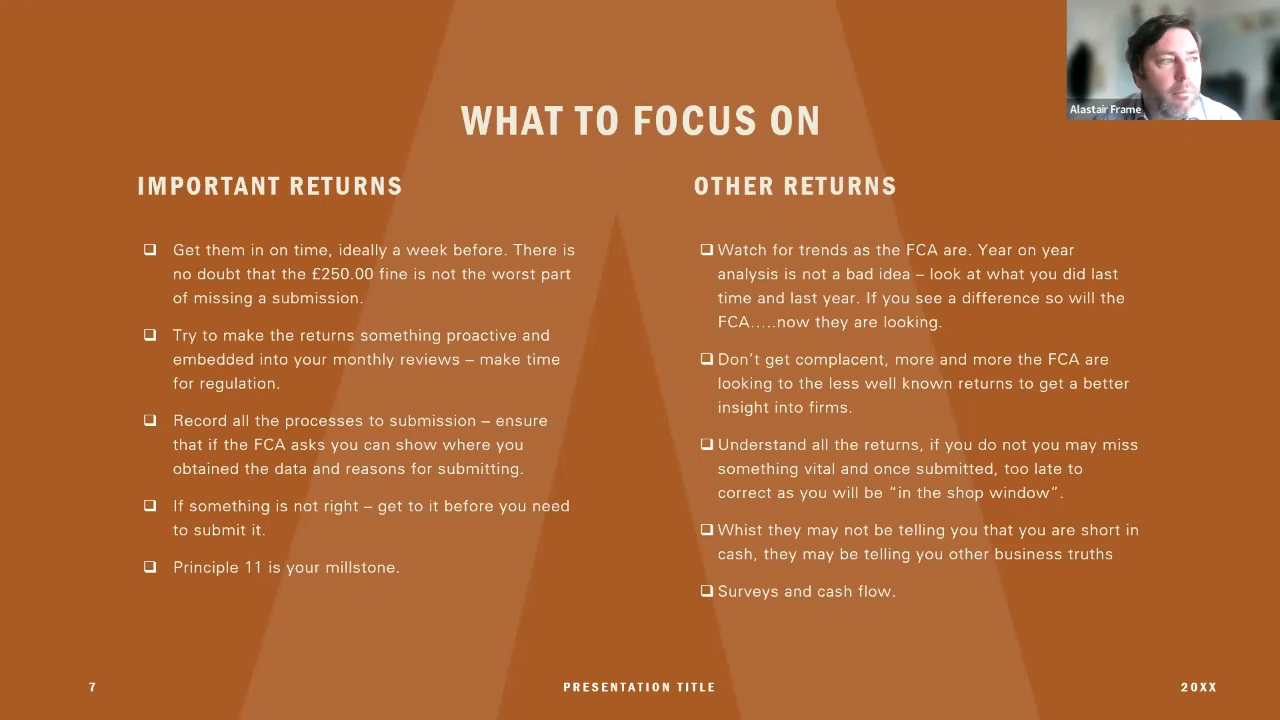 Alastair Frame
WHAT TO FOCUS ON
IMPORTANT RETURNS
Get them in on time, ideally a week before. There is
no doubt that the £250.00 fine is not the worst part
of missing a submission.
Try to make the returns something proactive and
embedded into your monthly reviews – make time
for regulation.
Record all the processes to submission – ensure
that if the FCA asks you can show where you
obtained the data and reasons for submitting.
If something is not right – get to it before you need
to submit it.
Principle 11 is your millstone.
OTHER RETURNS
Watch for trends as the FCA are. Year on year
analysis is not a bad idea – look at what you did last
time and last year. If you see a difference so will the
FCA…..now they are looking.
Don’t get complacent, more and more the FCA are
looking to the less well known returns to get a better
insight into firms.
Understand all the returns, if you do not you may miss
something vital and once submitted, too late to
correct as you will be “in the shop window”.
Whist they may not be telling you that you are short in
cash, they may be telling you other business truths
Surveys and cash flow.
7
PRESENTATION TITLE
20XX